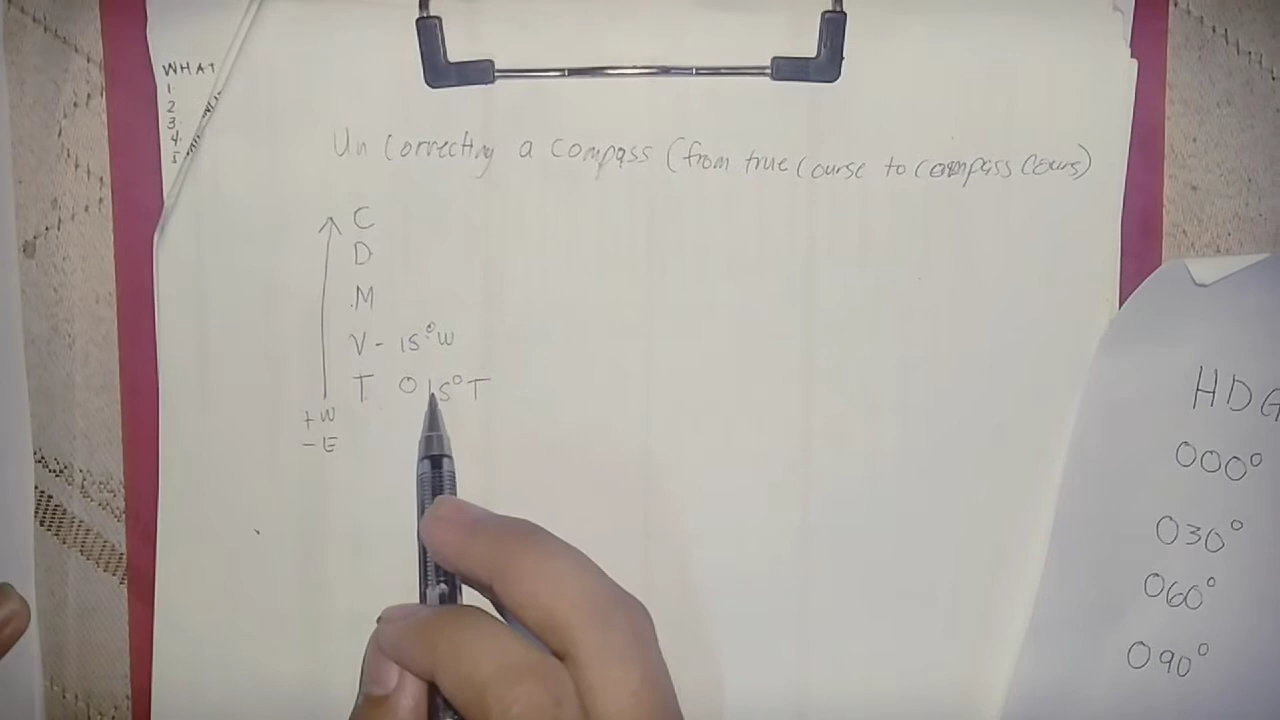 WHAT
1
2
3
4
5
Un Correcting a compass (from true course to compass Cours)
C
D
M
V - 15°W
T 015°T
+W
-E
HDG
000°
030°
060°
090°